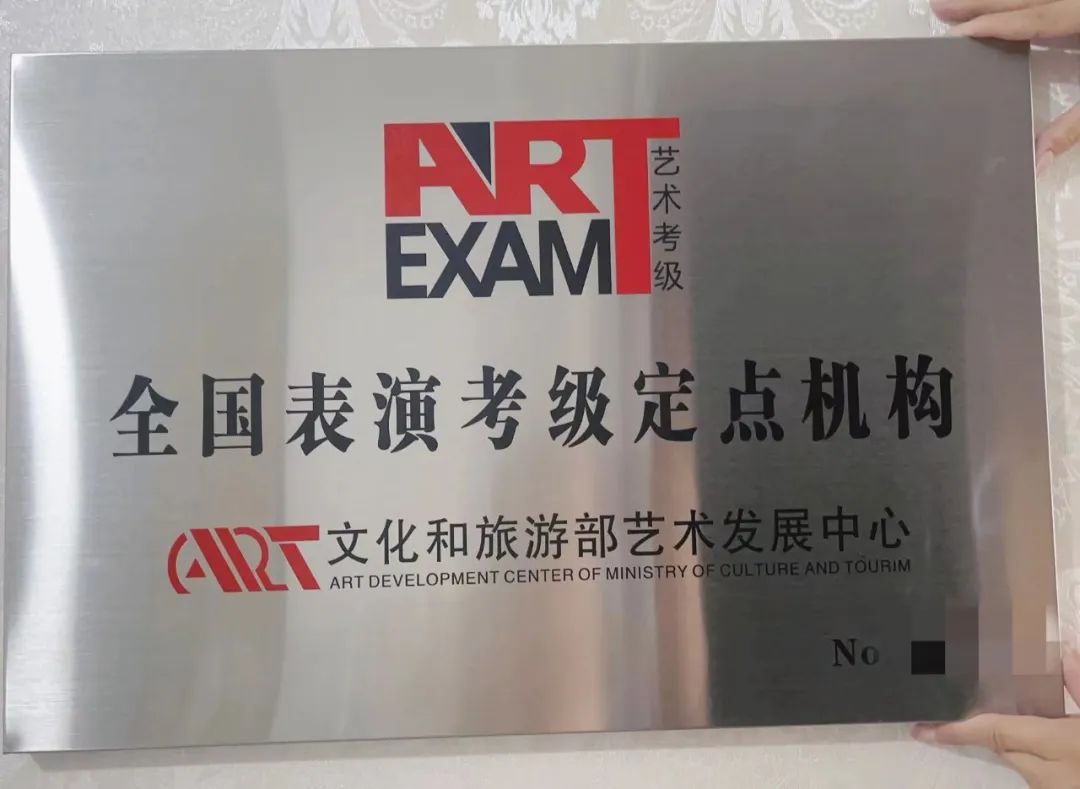 ART
EXAM
艺术考级
全国表演考级定点机构
ART 文化和旅游部艺术发展中心
ART DEVELOPMENT CENTER OF MINISTRY OF CULTURE AND TOURIM
No